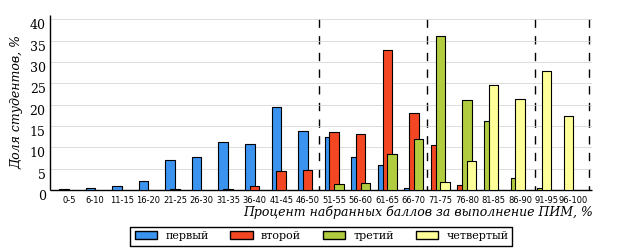 40
35
30
25
20
15
10
5
0
Доля студентов, %
0-5 6-10 11-15 16-20 21-25 26-30 31-35 36-40 41-45 46-50 51-55 56-60 61-65 66-70 71-75 76-80 81-85 86-90 91-95 96-100
Процент набранных баллов за выполнение ПИМ, %
первый второй третий четвертый